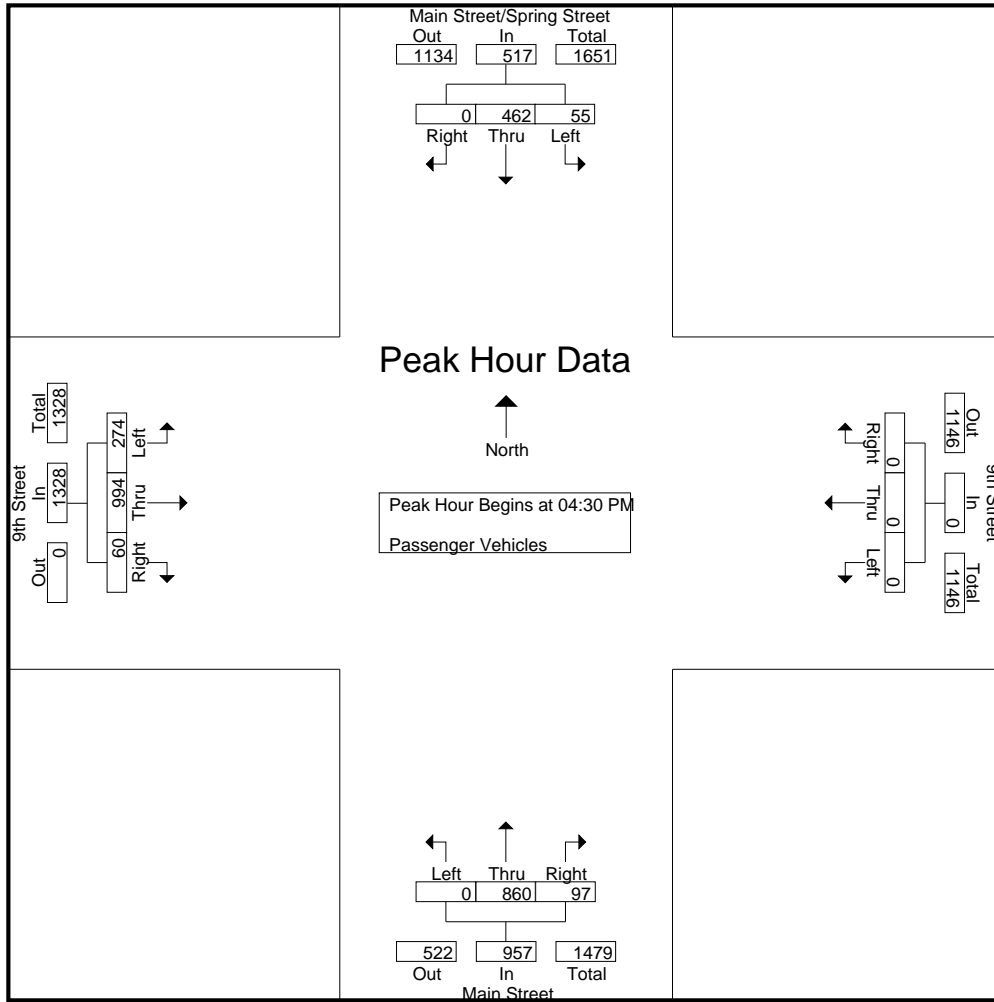 Main Street/Spring Street
Out In Total
1134 517 1651
0 462 55
Right Thru Left
Peak Hour Data
North
Peak Hour Begins at 04:30 PM
Passenger Vehicles
9th Street
Total In Out
1328 1328 0
274 994 60
Left Thru Right
Right Thru Left
0 0 0
Out In Total
1146 0 1146
9th Street
Left Thru Right
0 860 97
522 957 1479
Out In Total
Main Street